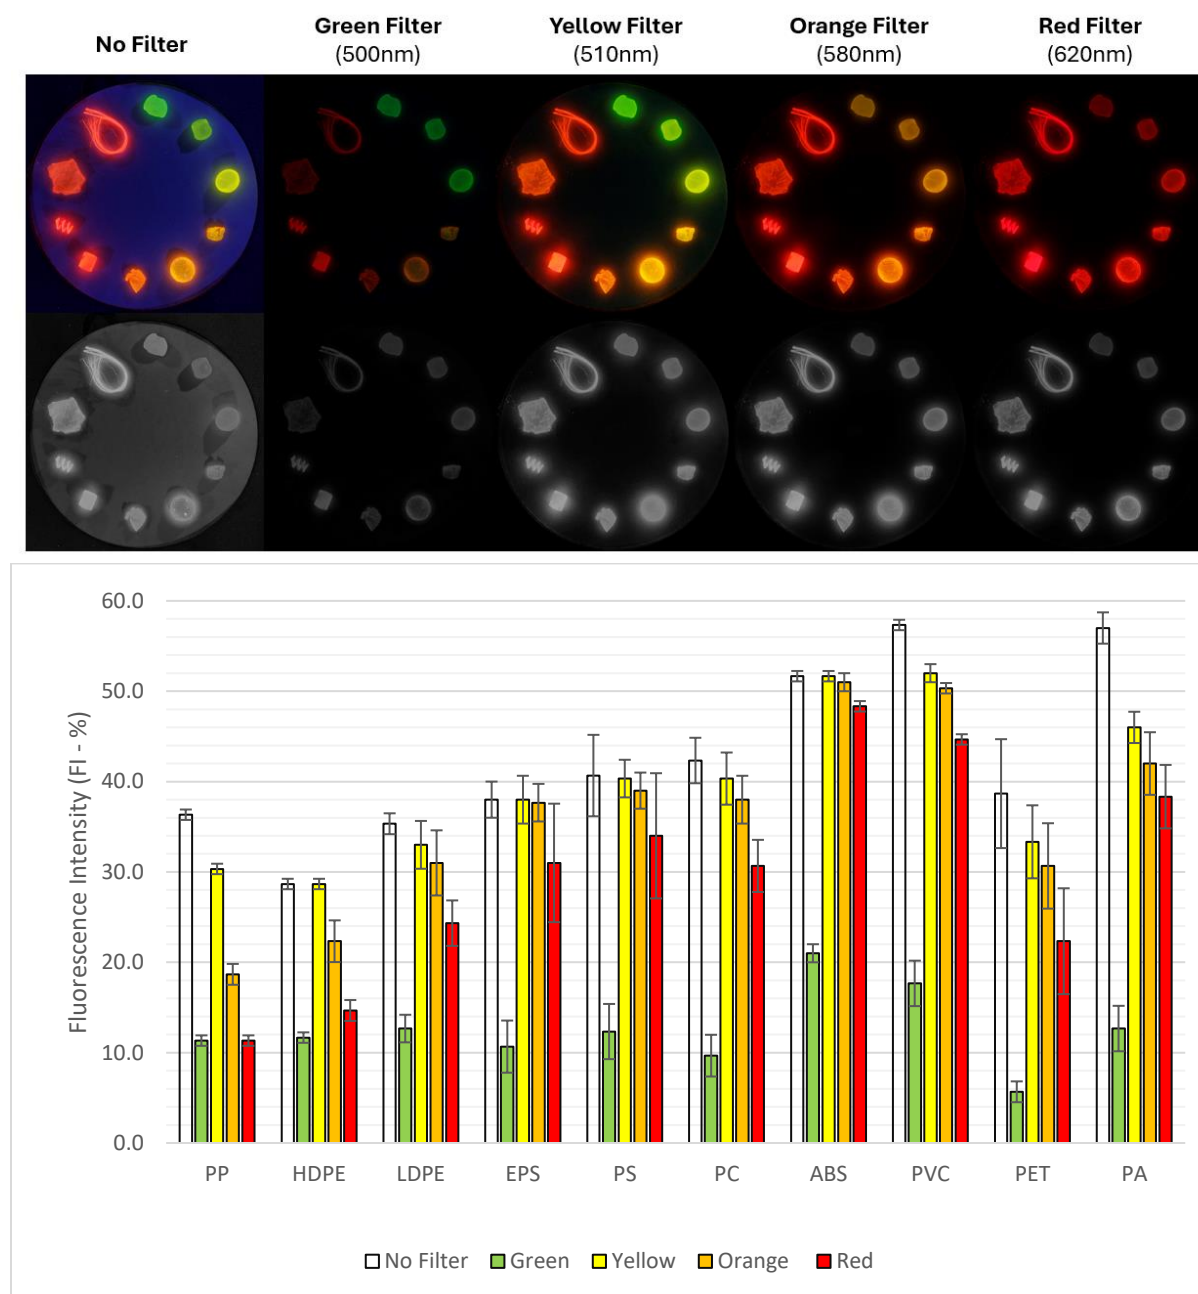 No Filter
Green Filter
(500nm)
Yellow Filter
(510nm)
Orange Filter
(580nm)
Red Filter
(620nm)
Fluorescence Intensity (FI - %)
60.0
50.0
40.0
30.0
20.0
10.0
0.0
PP HDPE LDPE EPS PS PC ABS PVC PET PA
No Filter Green Yellow Orange Red